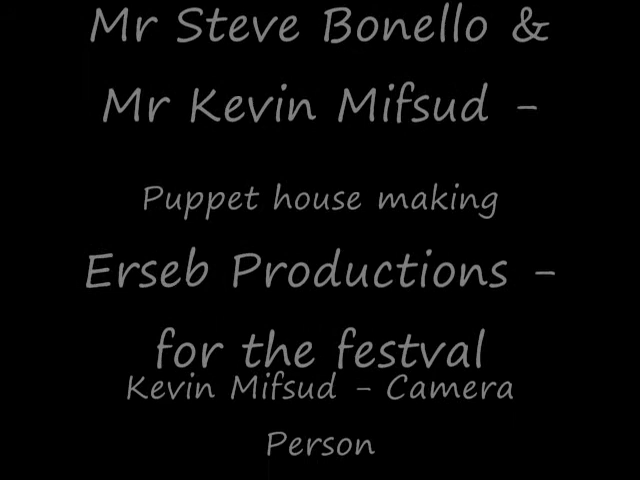 Mr Steve Bonello &
Mr Kevin Mifsud -
Puppet house making
Erseb Productions -
for the festval
Kevin Mifsud - Camera
Person